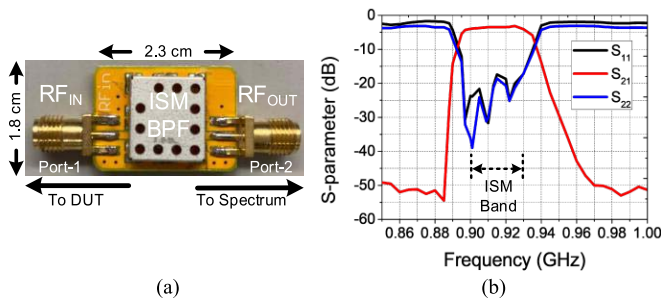 2.3 cm
1.8 cm
RFIN
RFin
ISM
BPF
RFOUT
Port-1
Port-2
To DUT
To Spectrum
(a)
S-parameter (dB)
0
-10
-20
-30
-40
-50
-60
S11
S21
S22
ISM
Band
0.86 0.88 0.90 0.92 0.94 0.96 0.98 1.00
Frequency (GHz)
(b)